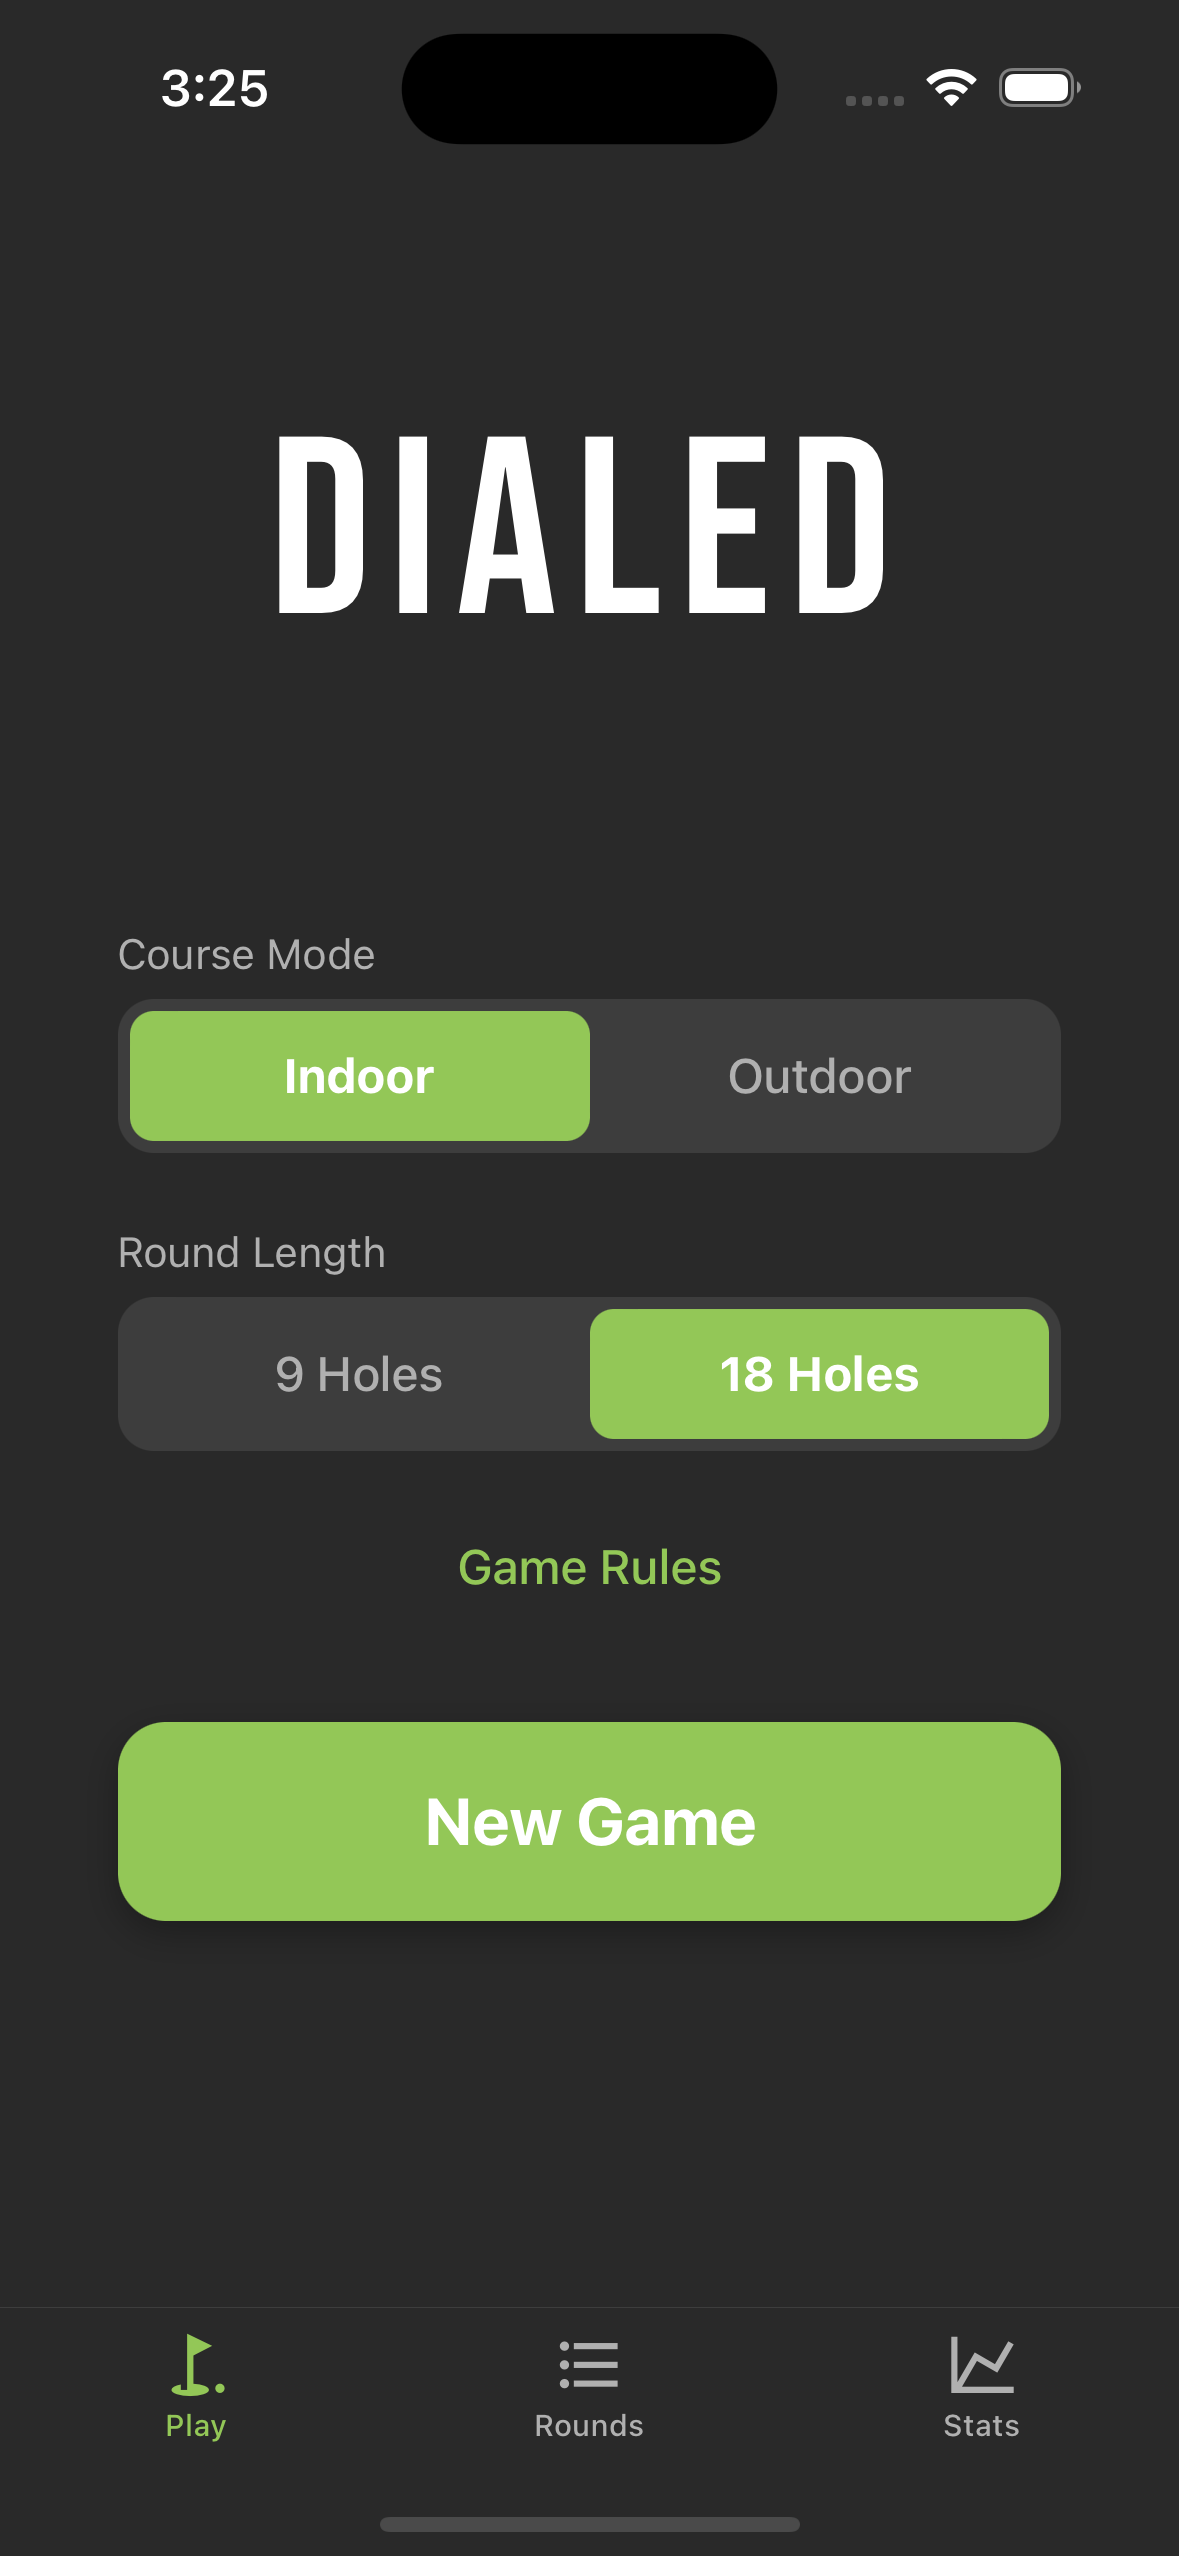 3:25
DIALED
Course Mode
Indoor Outdoor
Round Length
9 Holes 18 Holes
Game Rules
New Game
Play Rounds Stats